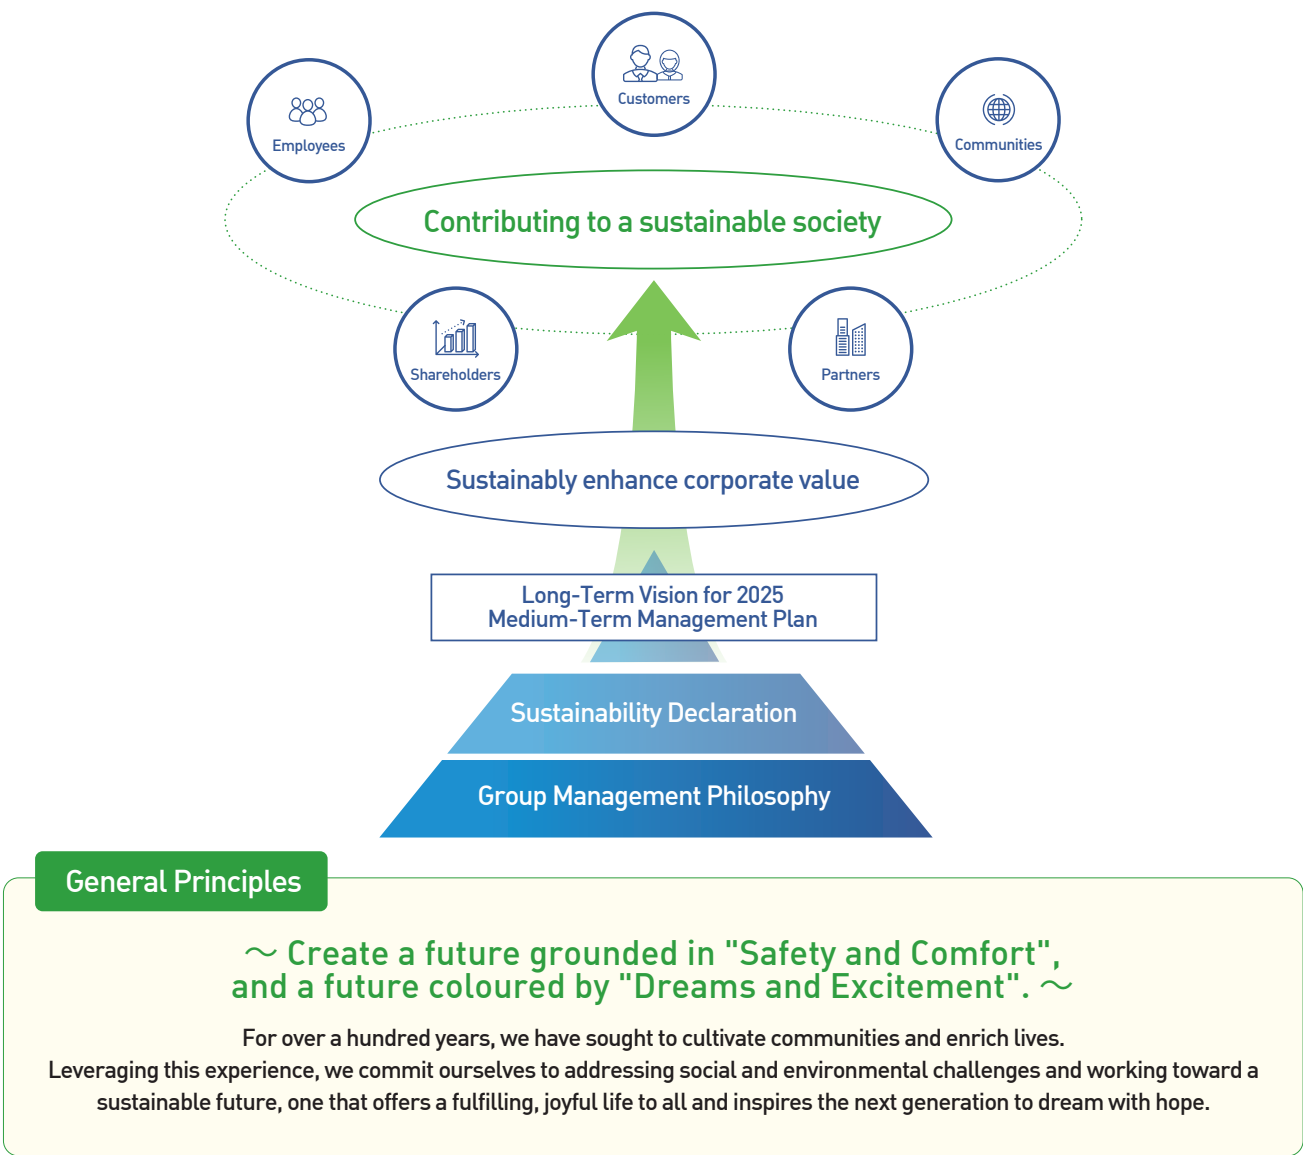 Customers
Employees
Communities
Contributing to a sustainable society
Shareholders
Partners
Sustainably enhance corporate value
Long-Term Vision for 2025
Medium-Term Management Plan
Sustainability Declaration
Group Management Philosophy
General Principles
～ Create a future grounded in "Safety and Comfort",
and a future coloured by "Dreams and Excitement". ～
For over a hundred years, we have sought to cultivate communities and enrich lives.
Leveraging this experience, we commit ourselves to addressing social and environmental challenges and working toward a
sustainable future, one that offers a fulfilling, joyful life to all and inspires the next generation to dream with hope.